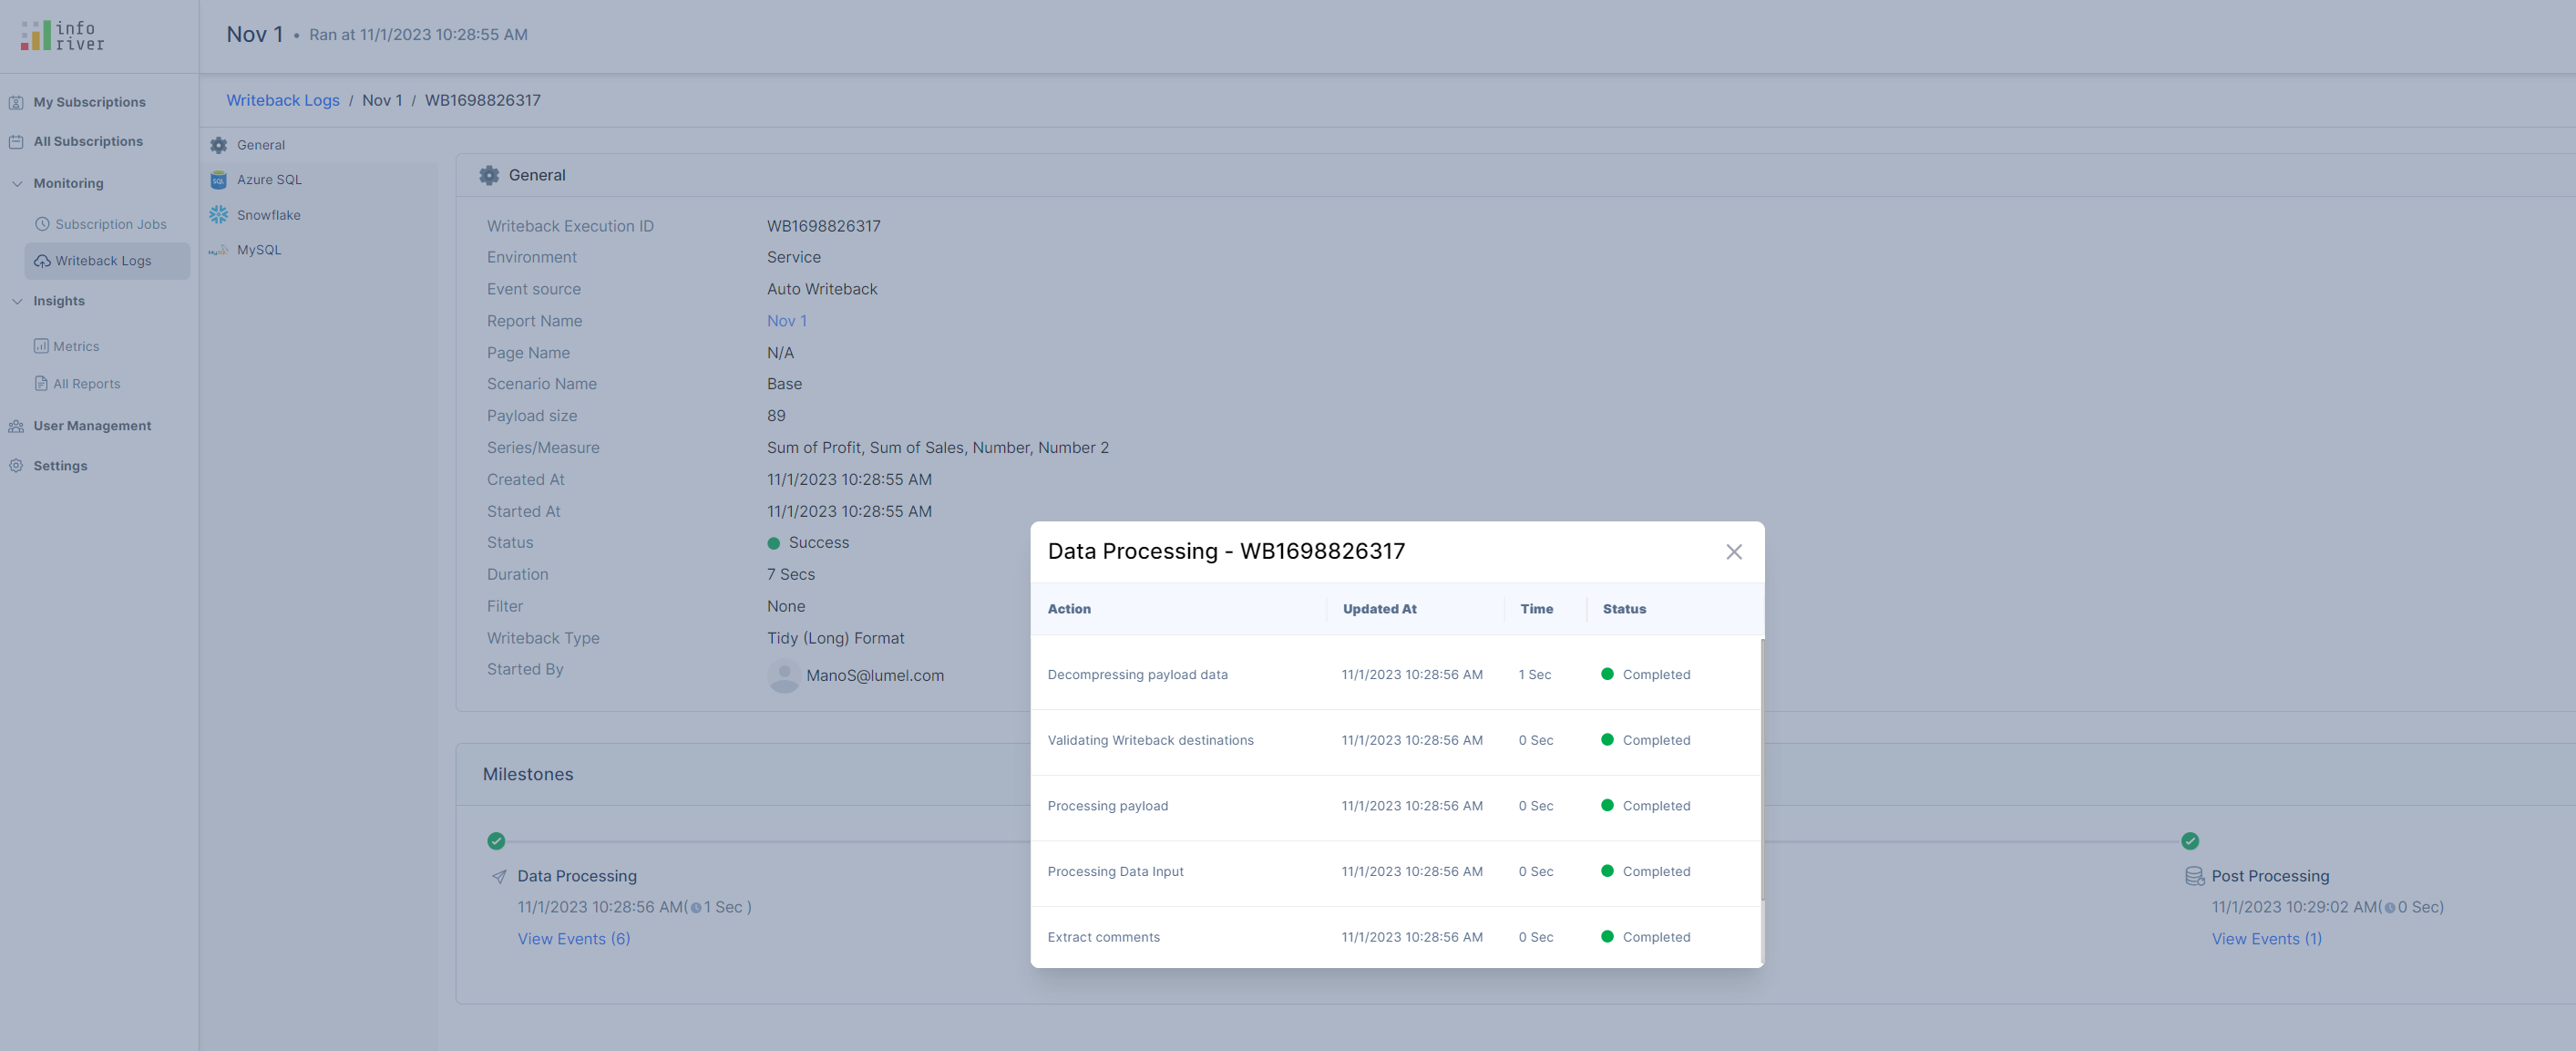 info
river
Nov 1 • Ran at 11/1/2023 10:28:55 AM
My Subscriptions
All Subscriptions
Monitoring
Subscription Jobs
Writeback Logs
Insights
Metrics
All Reports
User Management
Settings
Writeback Logs / Nov 1 / WB1698826317
General
Azure SQL
Snowflake
MySQL
General
Writeback Execution ID WB1698826317
Environment Service
Event source Auto Writeback
Report Name Nov 1
Page Name N/A
Scenario Name Base
Payload size 89
Series/Measure Sum of Profit, Sum of Sales, Number, Number 2
Created At 11/1/2023 10:28:55 AM
Started At 11/1/2023 10:28:55 AM
Status Success
Duration 7 Secs
Filter None
Writeback Type Tidy (Long) Format
Started By ManoS@lumel.com
Milestones
Data Processing
11/1/2023 10:28:56 AM( 1 Sec )
View Events (6)
Post Processing
11/1/2023 10:29:02 AM( 0 Sec)
View Events (1)
Data Processing - WB1698826317
Action Updated At Time Status
Decompressing payload data 11/1/2023 10:28:56 AM 1 Sec Completed
Validating Writeback destinations 11/1/2023 10:28:56 AM 0 Sec Completed
Processing payload 11/1/2023 10:28:56 AM 0 Sec Completed
Processing Data Input 11/1/2023 10:28:56 AM 0 Sec Completed
Extract comments 11/1/2023 10:28:56 AM 0 Sec Completed